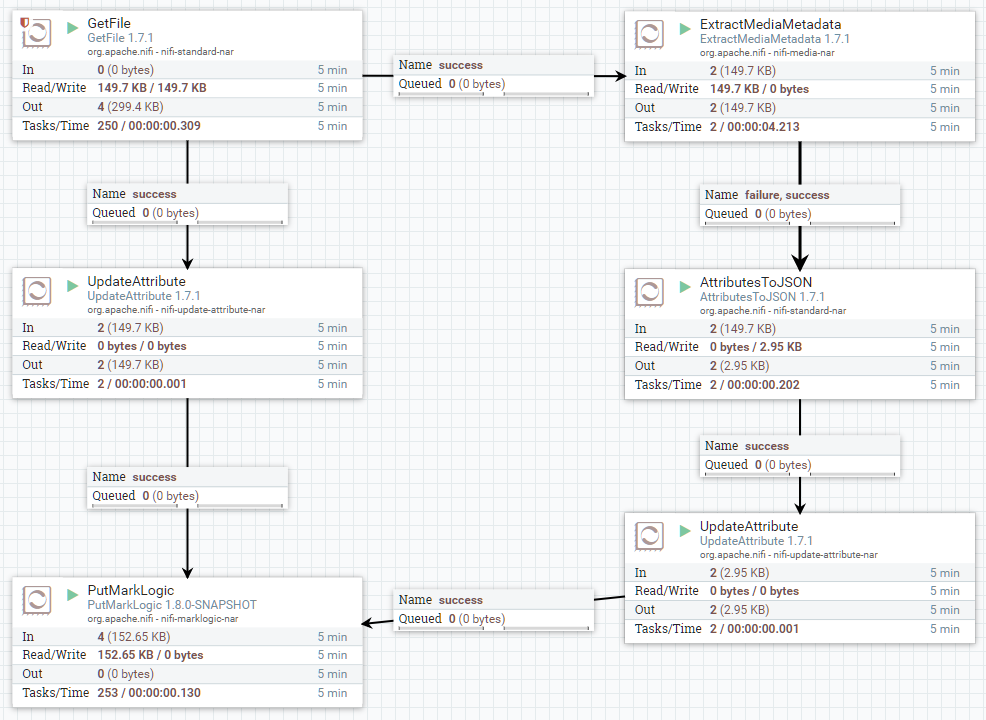 GetFile
GetFile 1.7.1
org.apache.nifi - nifi-standard-nar
In 0 (0 bytes) 5 min
Read/Write 149.7 KB / 149.7 KB 5 min
Out 4 (299.4 KB) 5 min
Tasks/Time 250 / 00:00:00.309 5 min
Name success
Queued 0 (0 bytes)
ExtractMediaMetadata
ExtractMediaMetadata 1.7.1
org.apache.nifi - nifi-media-nar
In 2 (149.7 KB) 5 min
Read/Write 149.7 KB / 0 bytes 5 min
Out 2 (149.7 KB) 5 min
Tasks/Time 2 / 00:00:04.213 5 min
Name success
Queued 0 (0 bytes)
Name failure, success
Queued 0 (0 bytes)
UpdateAttribute
UpdateAttribute 1.7.1
org.apache.nifi - nifi-update-attribute-nar
In 2 (149.7 KB) 5 min
Read/Write 0 bytes / 0 bytes 5 min
Out 2 (149.7 KB) 5 min
Tasks/Time 2 / 00:00:00.001 5 min
AttributesToJSON
AttributesToJSON 1.7.1
org.apache.nifi - nifi-standard-nar
In 2 (149.7 KB) 5 min
Read/Write 0 bytes / 2.95 KB 5 min
Out 2 (2.95 KB) 5 min
Tasks/Time 2 / 00:00:00.202 5 min
Name success
Queued 0 (0 bytes)
Name success
Queued 0 (0 bytes)
UpdateAttribute
UpdateAttribute 1.7.1
org.apache.nifi - nifi-update-attribute-nar
In 2 (2.95 KB) 5 min
Read/Write 0 bytes / 0 bytes 5 min
Out 2 (2.95 KB) 5 min
Tasks/Time 2 / 00:00:00.001 5 min
Name success
Queued 0 (0 bytes)
PutMarkLogic
PutMarkLogic 1.8.0-SNAPSHOT
org.apache.nifi - nifi-marklogic-nar
In 4 (152.65 KB) 5 min
Read/Write 152.65 KB / 0 bytes 5 min
Out 0 (0 bytes) 5 min
Tasks/Time 253 / 00:00:00.130 5 min